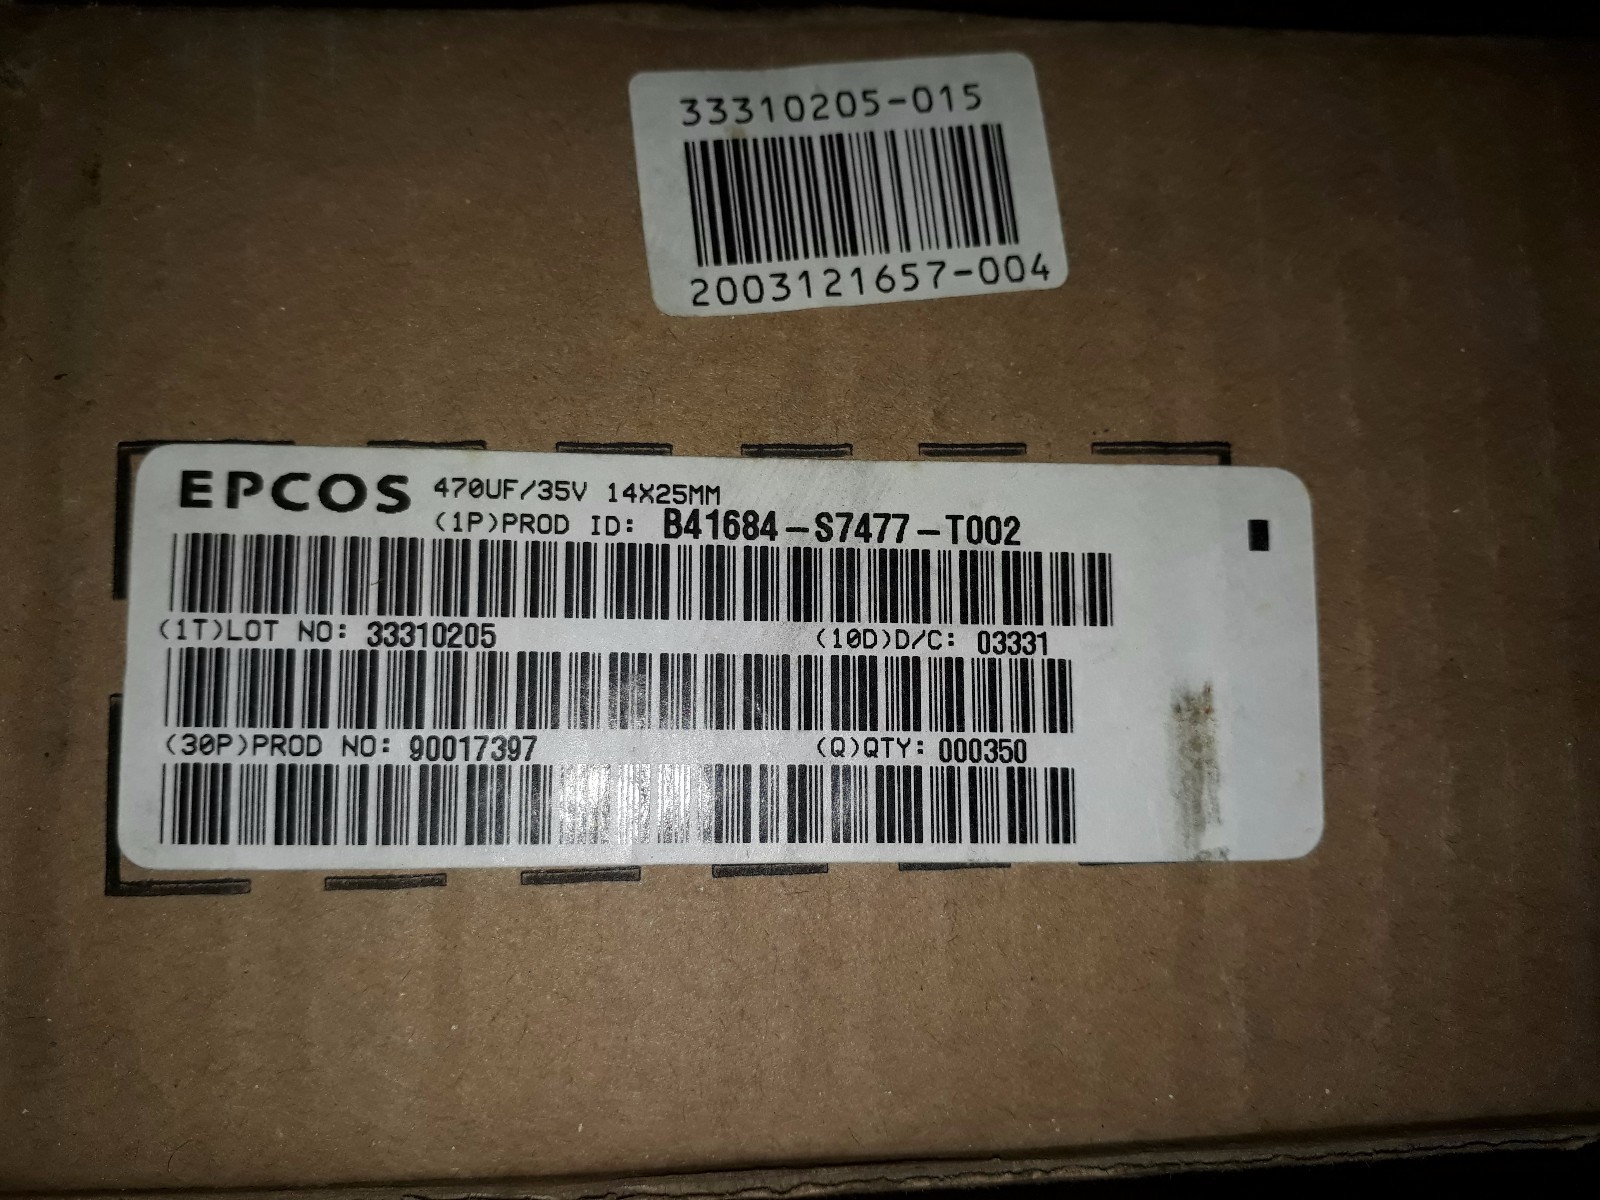 33310205-015
2003121657-004
EPCOS 470UF/35V 14X25MM
(1P)PROD ID: B41684-S7477-T002
(1T)LOT NO: 33310205 (10D)D/C: 03331
(30P)PROD NO: 90017397 (Q)QTY: 000350